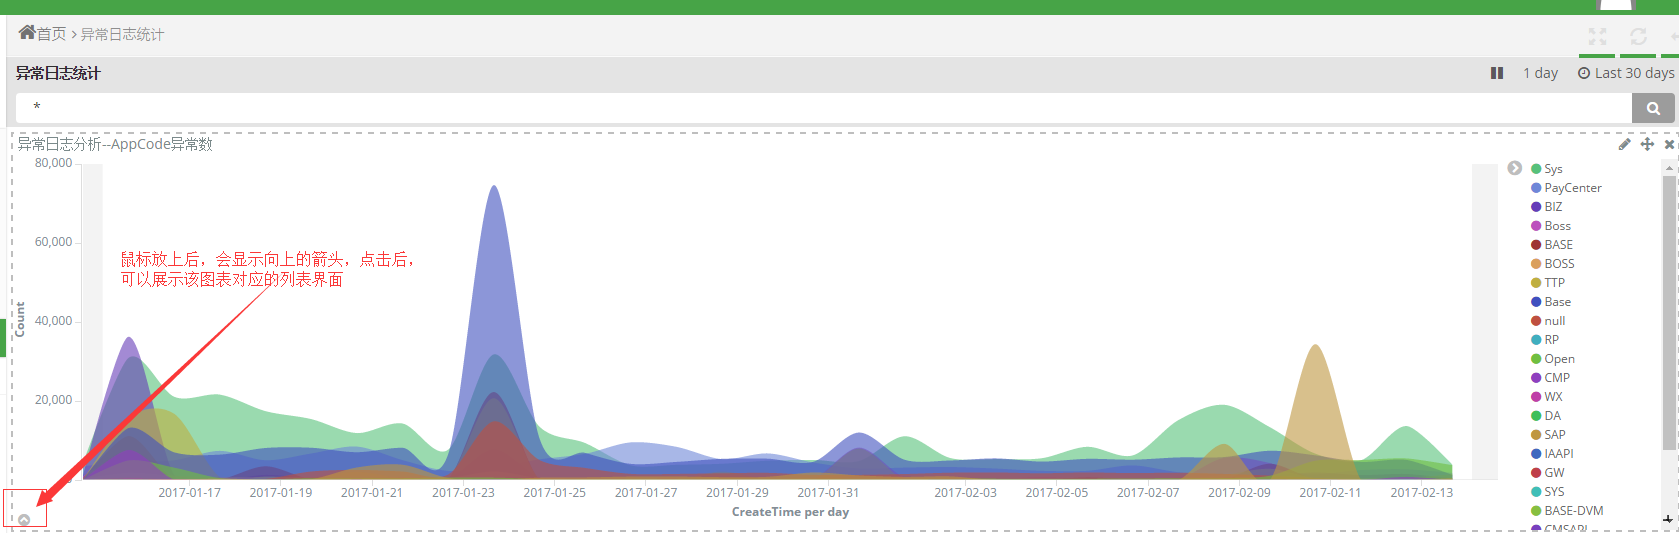 首页 > 异常日志统计
异常日志统计
1 day
Last 30 days
*
异常日志分析--AppCode异常数
80,000
60,000
40,000
20,000
Count
鼠标放上后，会显示向上的箭头，点击后，
可以展示该图表对应的列表界面
2017-01-17
2017-01-19
2017-01-21
2017-01-23
2017-01-25
2017-01-27
2017-01-29
2017-01-31
2017-02-03
2017-02-05
2017-02-07
2017-02-09
2017-02-11
2017-02-13
CreateTime per day
Sys
PayCenter
BIZ
Boss
BASE
BOSS
TTP
Base
null
RP
Open
CMP
WX
DA
SAP
IAAPI
GW
SYS
BASE-DVM
CMSAPI